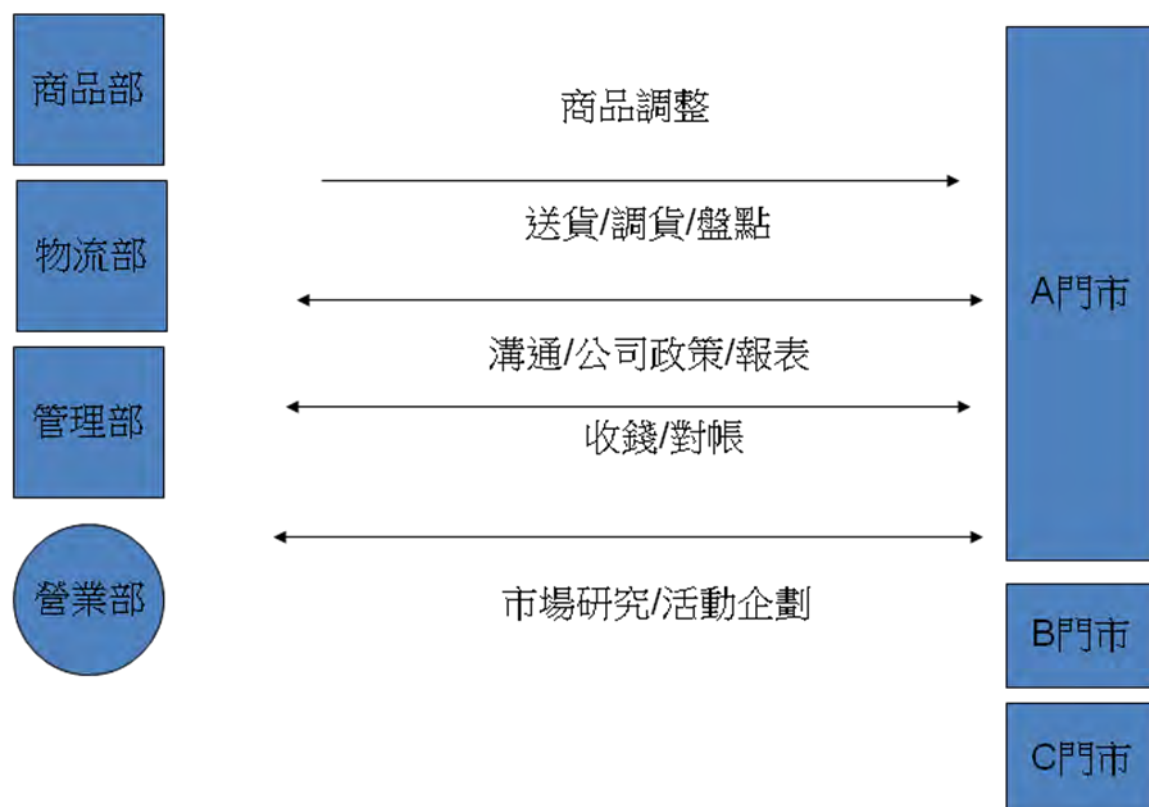 商品部
物流部
管理部
營業部
商品調整
送貨/調貨/盤點
溝通/公司政策/報表
收錢/對帳
市場研究/活動企劃
A門市
B門市
C門市